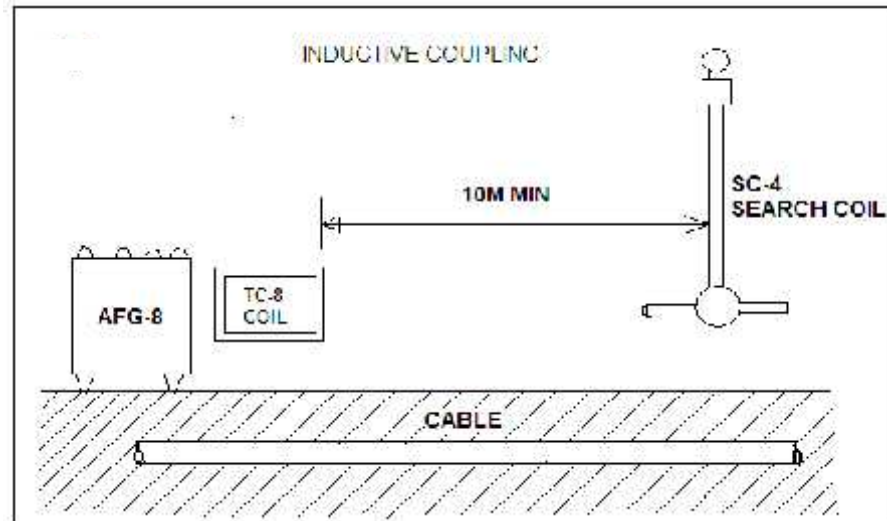 INDUCTIVE COUPLING
10M MIN
SC-4
SEARCH COIL
TC-8
COIL
AFG-8
CABLE